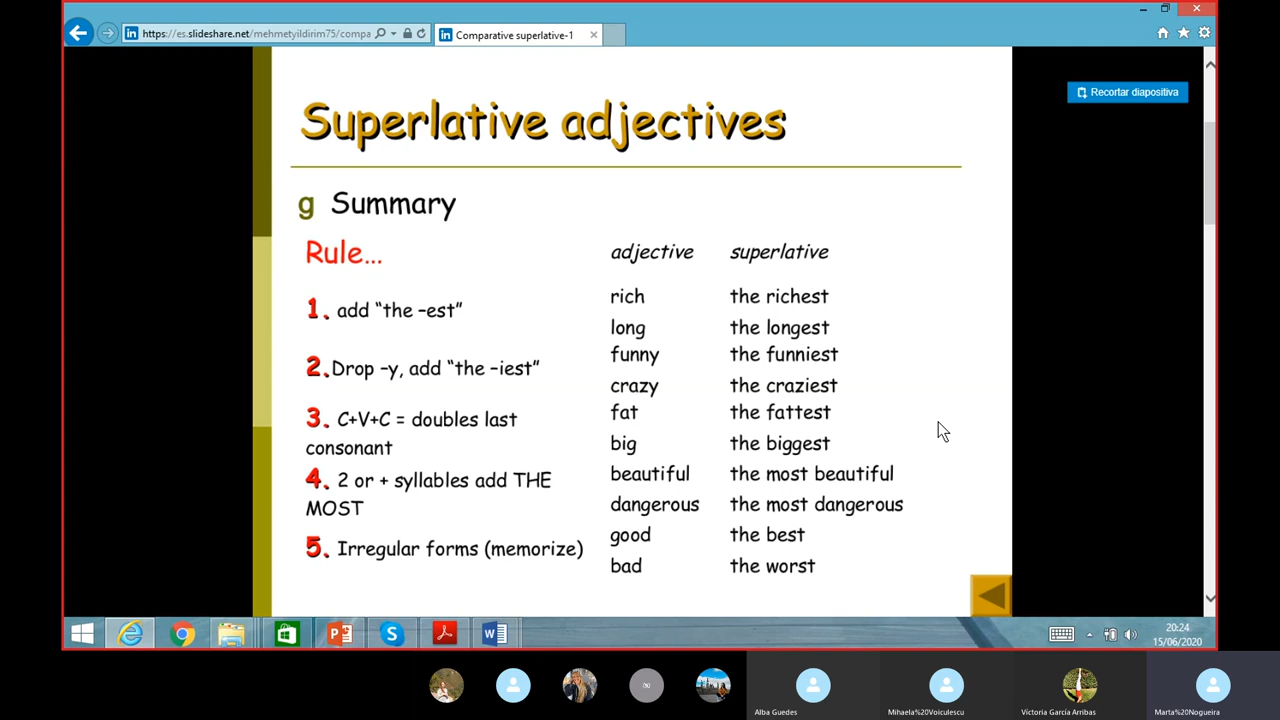 https://es.slideshare.net/mehmetyildirim75/compa
Comparative superlative-1
Recortar diapositiva
Superlative adjectives
g Summary
Rule...
adjective superlative
1. add “the –est”
rich the richest
long the longest
2.Drop –y, add “the –iest”
funny the funniest
crazy the craziest
3. C+V+C = doubles last
consonant
fat the fattest
big the biggest
4. 2 or + syllables add THE
MOST
beautiful the most beautiful
dangerous the most dangerous
5. Irregular forms (memorize)
good the best
bad the worst
20:24
15/06/2020
Alba Guedes
Mihaela%20Voiculescu
Víctoria García Arribas
Marta%20Nogueira